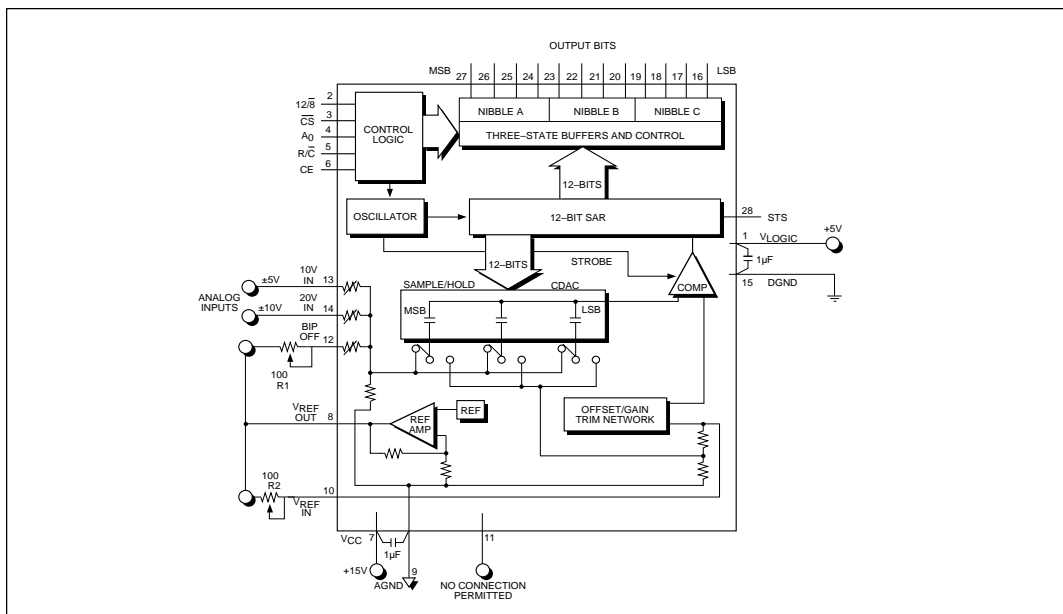 OUTPUT BITS
MSB 27 26 25 24 23 22 21 20 19 18 17 16 LSB
NIBBLE A NIBBLE B NIBBLE C
THREE–STATE BUFFERS AND CONTROL
12/8̅ 2
C̅S̅ 3
A0 4
R/C̅ 5
CE 6
CONTROL
LOGIC
12–BITS
OSCILLATOR
12–BIT SAR
28 STS
1 VLOGIC +5V
1µF
15 DGND
12–BITS
STROBE
COMP
SAMPLE/HOLD CDAC
MSB LSB
ANALOG
INPUTS
±5V 10V
IN 13
±10V 20V
IN 14
BIP
OFF 12
100
R1
VREF
OUT 8
REF
AMP
REF
OFFSET/GAIN
TRIM NETWORK
100
R2
VREF
IN 10
VCC 7
1µF
+15V
AGND 9
11
NO CONNECTION
PERMITTED